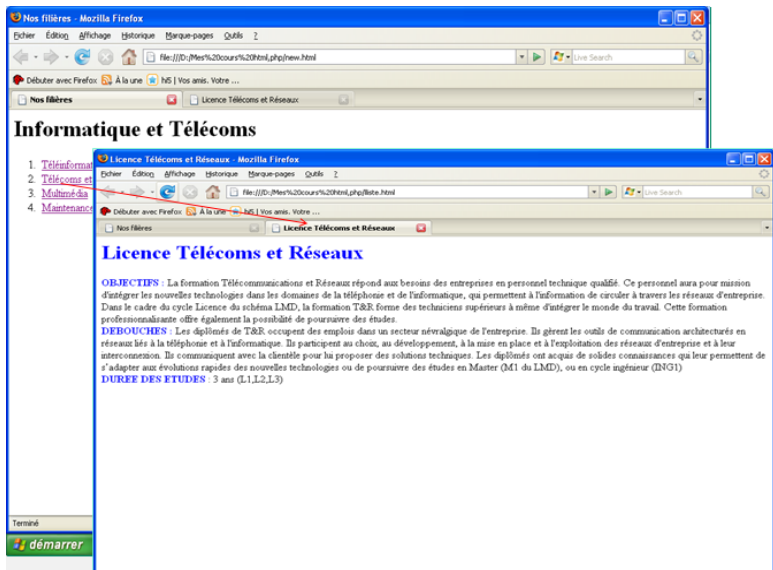 Nos filières - Mozilla Firefox
Fichier Édition Affichage Historique Marque-pages Outils ?
file:///D:/Mes%20cours%20html,php/new.html
Live Search
Débuter avec Firefox À la une hi5 | Vos amis. Votre ...
Nos filières Licence Télécoms et Réseaux
Informatique et Télécoms
1. Téléinformat
2. Télécoms et
3. Multimédia
4. Maintenance
Licence Télécoms et Réseaux - Mozilla Firefox
Fichier Édition Affichage Historique Marque-pages Outils ?
file:///D:/Mes%20cours%20html,php/liste.html
Live Search
Débuter avec Firefox À la une hi5 | Vos amis. Votre ...
Nos filières Licence Télécoms et Réseaux
Licence Télécoms et Réseaux
OBJECTIFS : La formation Télécommunications et Réseaux répond aux besoins des entreprises en personnel technique qualifié. Ce personnel aura pour mission
d'intégrer les nouvelles technologies dans les domaines de la téléphonie et de l'informatique, qui permettent à l'information de circuler à travers les réseaux d'entreprise.
Dans le cadre du cycle Licence du schéma LMD, la formation T&R forme des techniciens supérieurs à même d'intégrer le monde du travail. Cette formation
professionnalisante offre également la possibilité de poursuivre des études.
DEBOUCHES : Les diplômés de T&R occupent des emplois dans un secteur névralgique de l'entreprise. Ils gèrent les outils de communication architecturés en
réseaux liés à la téléphonie et à l'informatique. Ils participent au choix, au développement, à la mise en place et à l'exploitation des réseaux d'entreprise et à leur
interconnexion. Ils communiquent avec la clientèle pour lui proposer des solutions techniques. Les diplômés ont acquis de solides connaissances qui leur permettent de
s'adapter aux évolutions rapides des nouvelles technologies ou de poursuivre des études en Master (M1 du LMD), ou en cycle ingénieur (ING1)
DUREE DES ETUDES : 3 ans (L1,L2,L3)
Terminé
démarrer